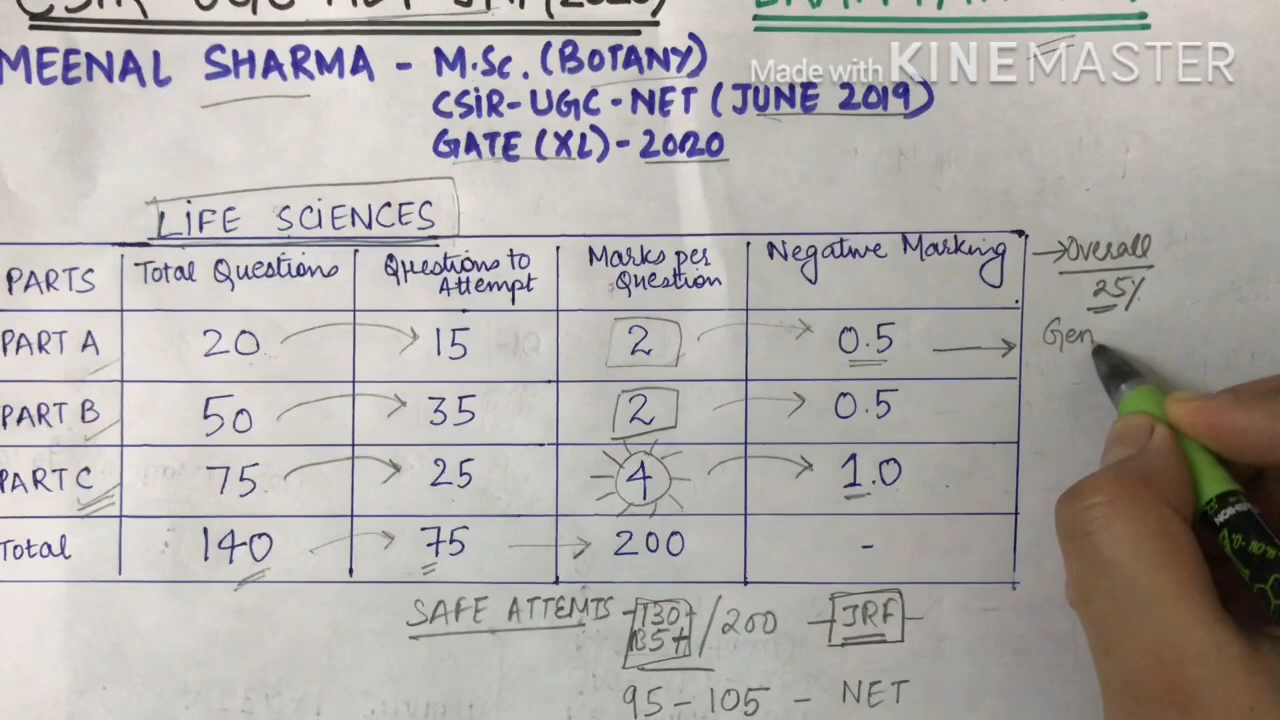 CSIR-UGC NET
MEENAL SHARMA - M.Sc. (BOTANY)
Made with KINEMASTER
CSIR-UGC-NET (JUNE 2019)
GATE (XL)-2020
LIFE SCIENCES
PARTS Total Questions Questions to Attempt Marks per Question Negative Marking → Overall
25%
PART A 20 → 15 2 → 0.5 → Gen
PART B 50 → 35 2 → 0.5
PART C 75 → 25 4 → 1.0
Total 140 → 75 → 200 -
SAFE ATTEMTS - 130+ / 200 - JRF -
135+
95 - 105 - NET